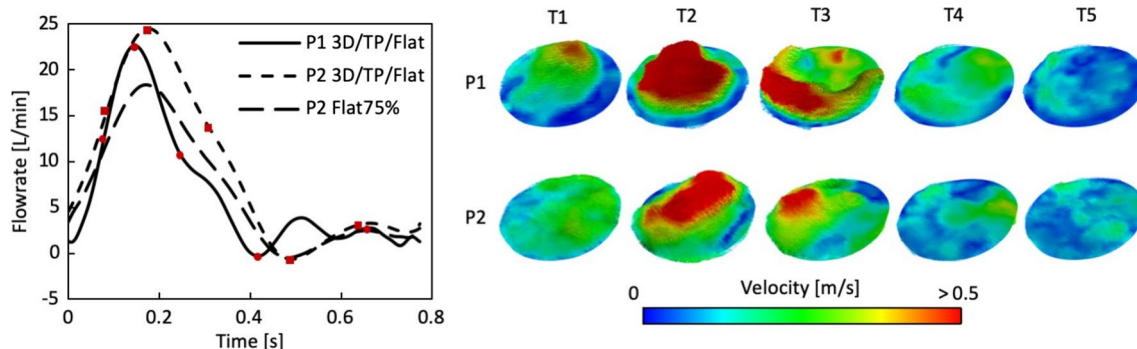 25
20
15
10
5
0
-5
Flowrate [L/min]
0
0.2
0.4
0.6
0.8
Time [s]
P1 3D/TP/Flat
P2 3D/TP/Flat
P2 Flat75%
T1 T2 T3 T4 T5
P1
P2
Velocity [m/s]
0 > 0.5